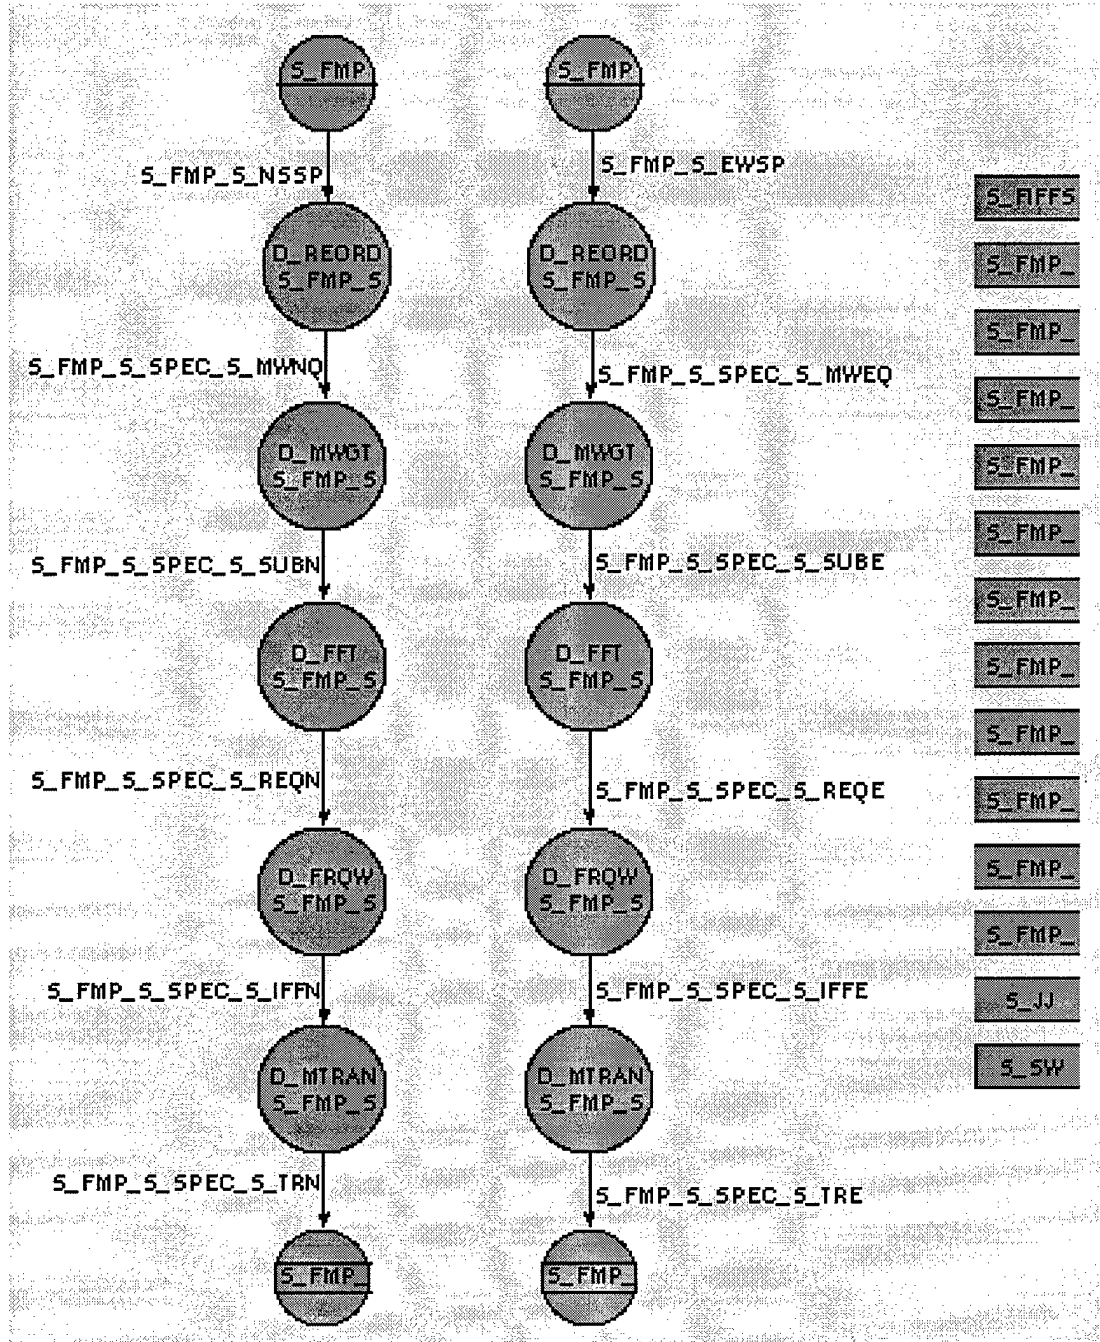 S_FMP
S_FMP
S_FMP_S_NSSP
S_FMP_S_EWSP
D_REORD
S_FMP_S
D_REORD
S_FMP_S
S_FMP_S_SPEC_S_MWNQ
S_FMP_S_SPEC_S_MWEQ
D_MWGT
S_FMP_S
D_MWGT
S_FMP_S
S_FMP_S_SPEC_S_SUBN
S_FMP_S_SPEC_S_SUBE
D_FFT
S_FMP_S
D_FFT
S_FMP_S
S_FMP_S_SPEC_S_REQN
S_FMP_S_SPEC_S_REQE
D_FRQW
S_FMP_S
D_FRQW
S_FMP_S
S_FMP_S_SPEC_S_IFFN
S_FMP_S_SPEC_S_IFFE
D_MTRAN
S_FMP_S
D_MTRAN
S_FMP_S
S_FMP_S_SPEC_S_TRN
S_FMP_S_SPEC_S_TRE
S_FMP_
S_FMP_
S_FMP_
S_FMP_
S_FMP_
S_FMP_
S_FMP_
S_FMP_
S_FMP_
S_FMP_
S_FMP_
S_FMP_
S_FMP_
S_JJ
S_SW